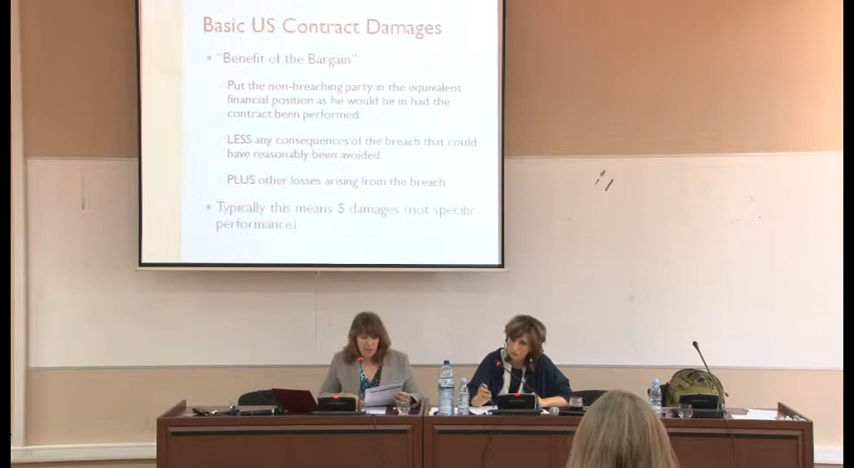 Basic US Contract Damages
• "Benefit of the Bargain"
Put the non-breaching party in the equivalent
financial position as he would be in had the
contract been performed.
LESS any consequences of the breach that could
have reasonably been avoided.
PLUS other losses arising from the breach
• Typically this means $ damages (not specific
performance)